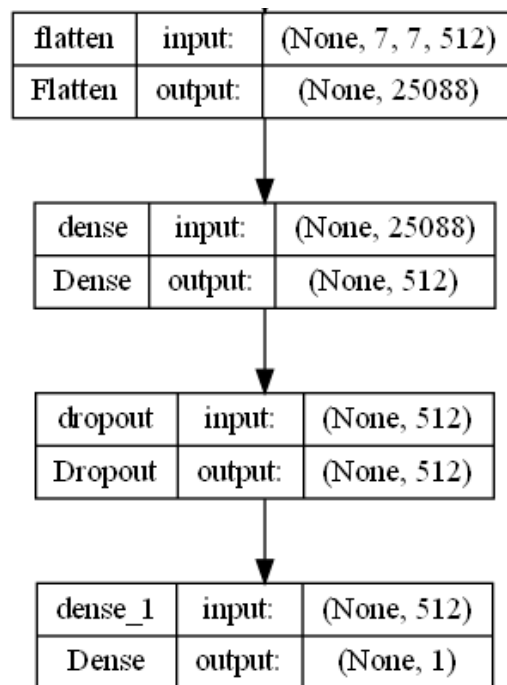 flatten input: (None, 7, 7, 512)
Flatten output: (None, 25088)
dense input: (None, 25088)
Dense output: (None, 512)
dropout input: (None, 512)
Dropout output: (None, 512)
dense_1 input: (None, 512)
Dense output: (None, 1)